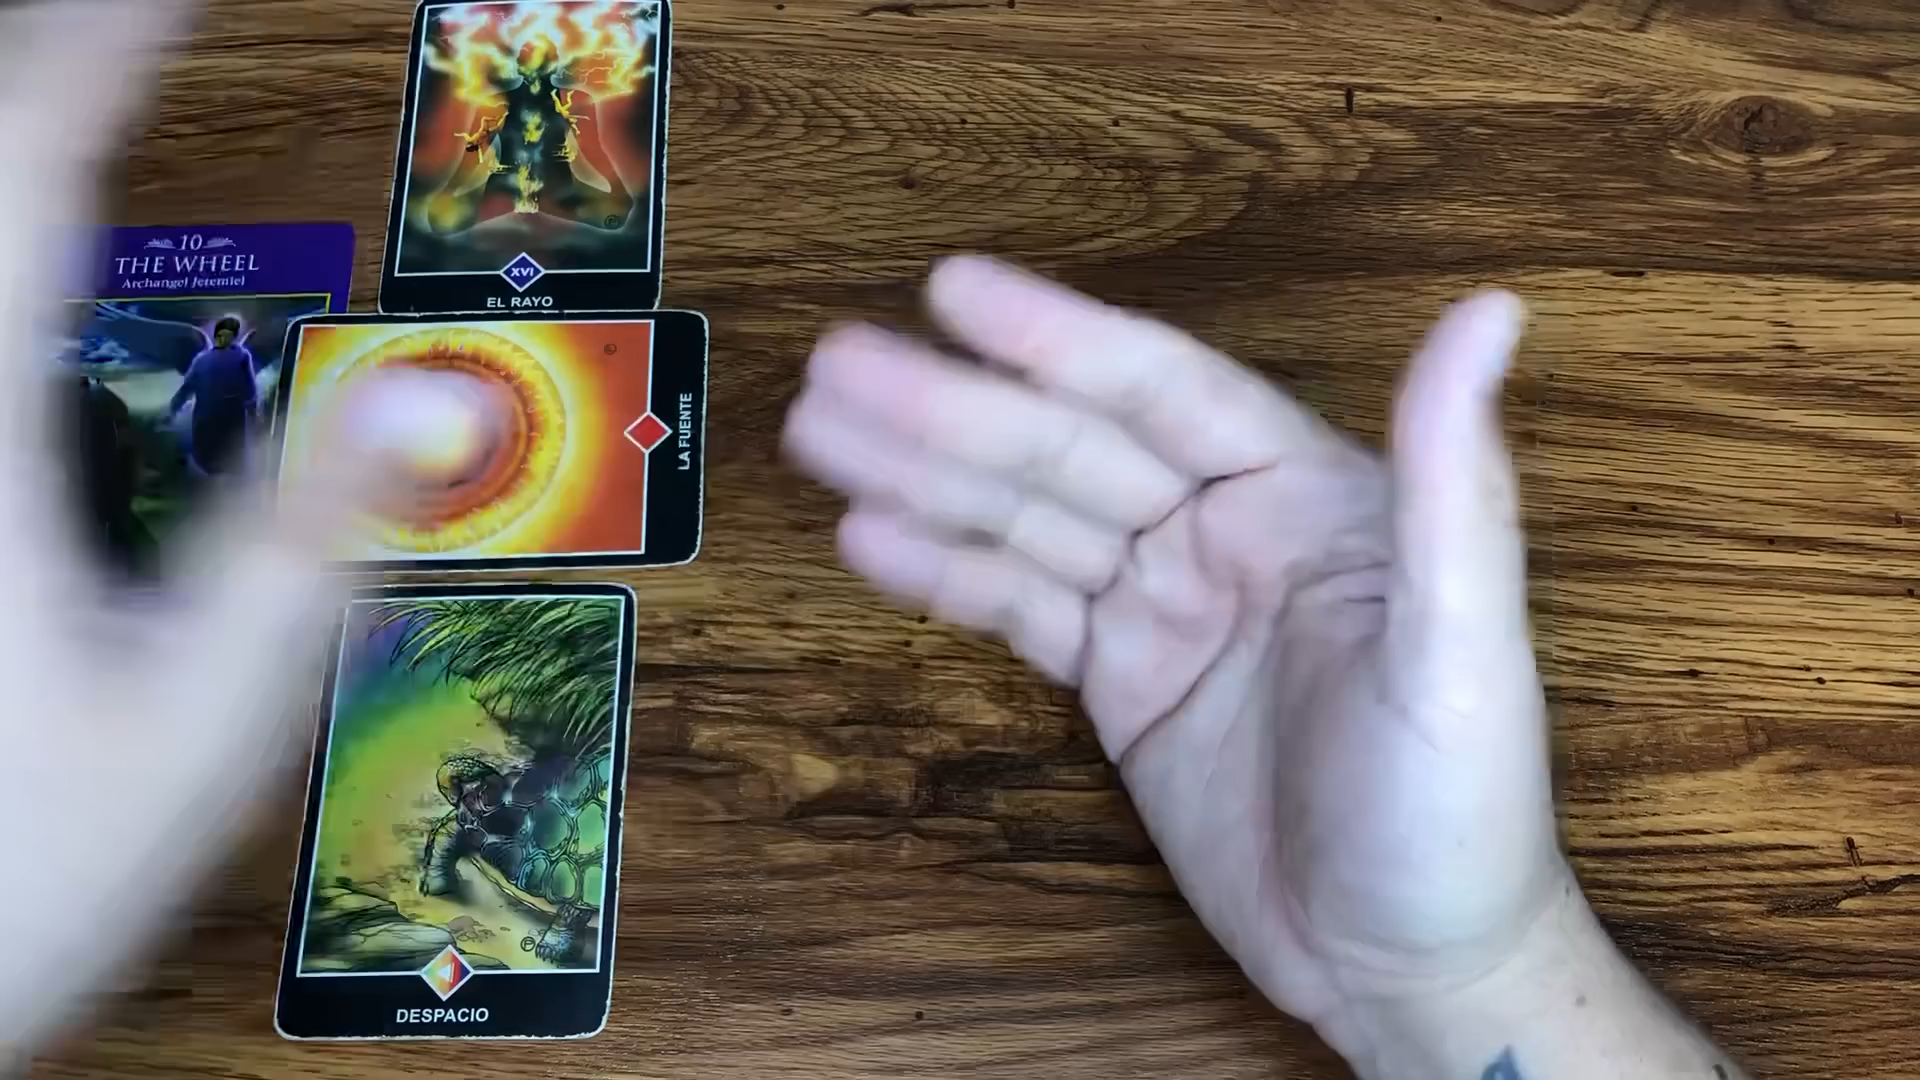 XVI
EL RAYO
10
THE WHEEL
Archangel Jeremiel
LA FUENTE
DESPACIO